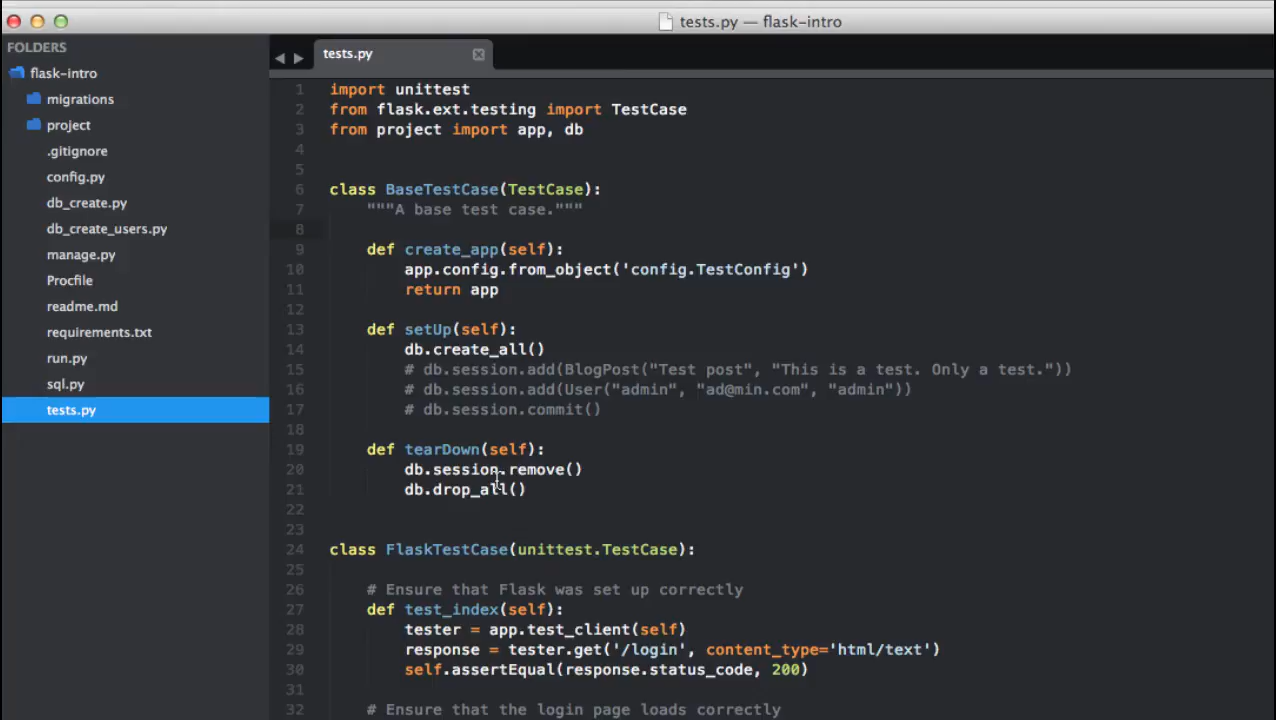 tests.py — flask-intro
FOLDERS
flask-intro
migrations
project
.gitignore
config.py
db_create.py
db_create_users.py
manage.py
Procfile
readme.md
requirements.txt
run.py
sql.py
tests.py
tests.py
1 import unittest
2 from flask.ext.testing import TestCase
3 from project import app, db
4
5
6 class BaseTestCase(TestCase):
7     """A base test case."""
8
9     def create_app(self):
10         app.config.from_object('config.TestConfig')
11         return app
12
13     def setUp(self):
14         db.create_all()
15         # db.session.add(BlogPost("Test post", "This is a test. Only a test."))
16         # db.session.add(User("admin", "ad@min.com", "admin"))
17         # db.session.commit()
18
19     def tearDown(self):
20         db.session.remove()
21         db.drop_all()
22
23
24 class FlaskTestCase(unittest.TestCase):
25
26     # Ensure that Flask was set up correctly
27     def test_index(self):
28         tester = app.test_client(self)
29         response = tester.get('/login', content_type='html/text')
30         self.assertEqual(response.status_code, 200)
31
32     # Ensure that the login page loads correctly